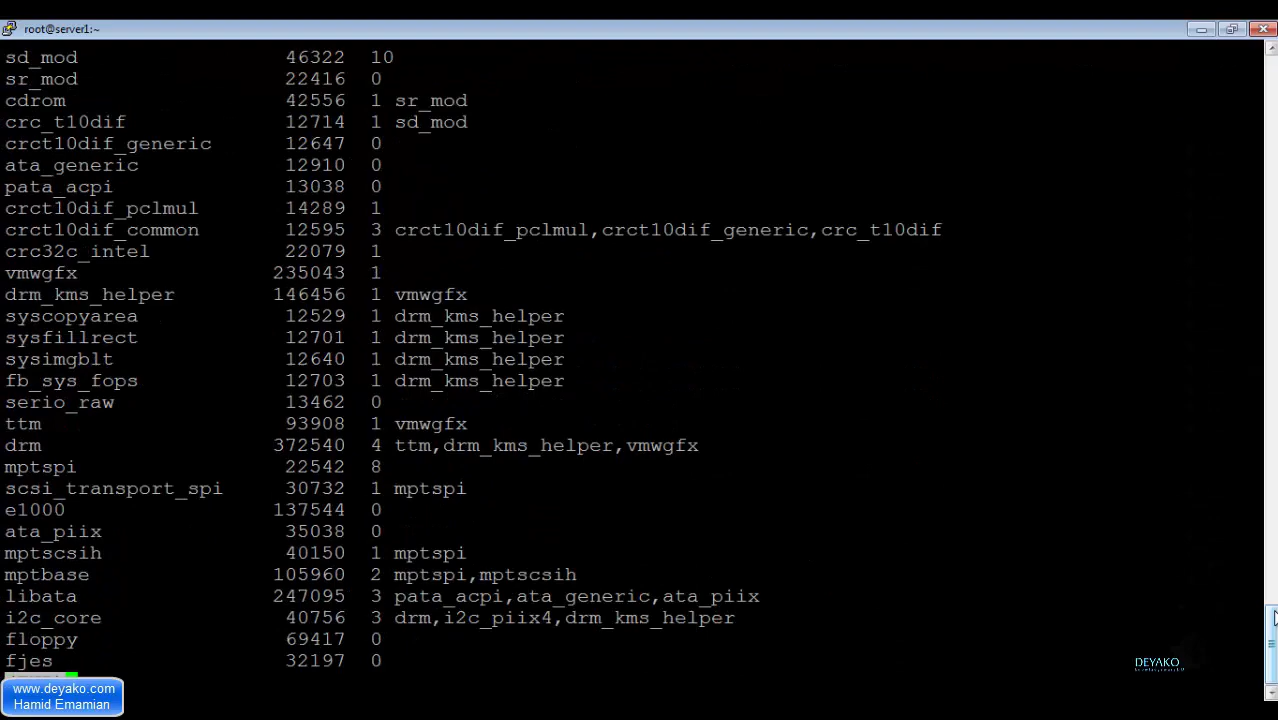 root@server1:~
sd_mod 46322 10
sr_mod 22416 0
cdrom 42556 1 sr_mod
crc_t10dif 12714 1 sd_mod
crct10dif_generic 12647 0
ata_generic 12910 0
pata_acpi 13038 0
crct10dif_pclmul 14289 1
crct10dif_common 12595 3 crct10dif_pclmul,crct10dif_generic,crc_t10dif
crc32c_intel 22079 1
vmwgfx 235043 1
drm_kms_helper 146456 1 vmwgfx
syscopyarea 12529 1 drm_kms_helper
sysfillrect 12701 1 drm_kms_helper
sysimgblt 12640 1 drm_kms_helper
fb_sys_fops 12703 1 drm_kms_helper
serio_raw 13462 0
ttm 93908 1 vmwgfx
drm 372540 4 ttm,drm_kms_helper,vmwgfx
mptspi 22542 8
scsi_transport_spi 30732 1 mptspi
e1000 137544 0
ata_piix 35038 0
mptscsih 40150 1 mptspi
mptbase 105960 2 mptspi,mptscsih
libata 247095 3 pata_acpi,ata_generic,ata_piix
i2c_core 40756 3 drm,i2c_piix4,drm_kms_helper
floppy 69417 0
fjes 32197 0
DEYAKO
www.deyako.com
Hamid Emamian